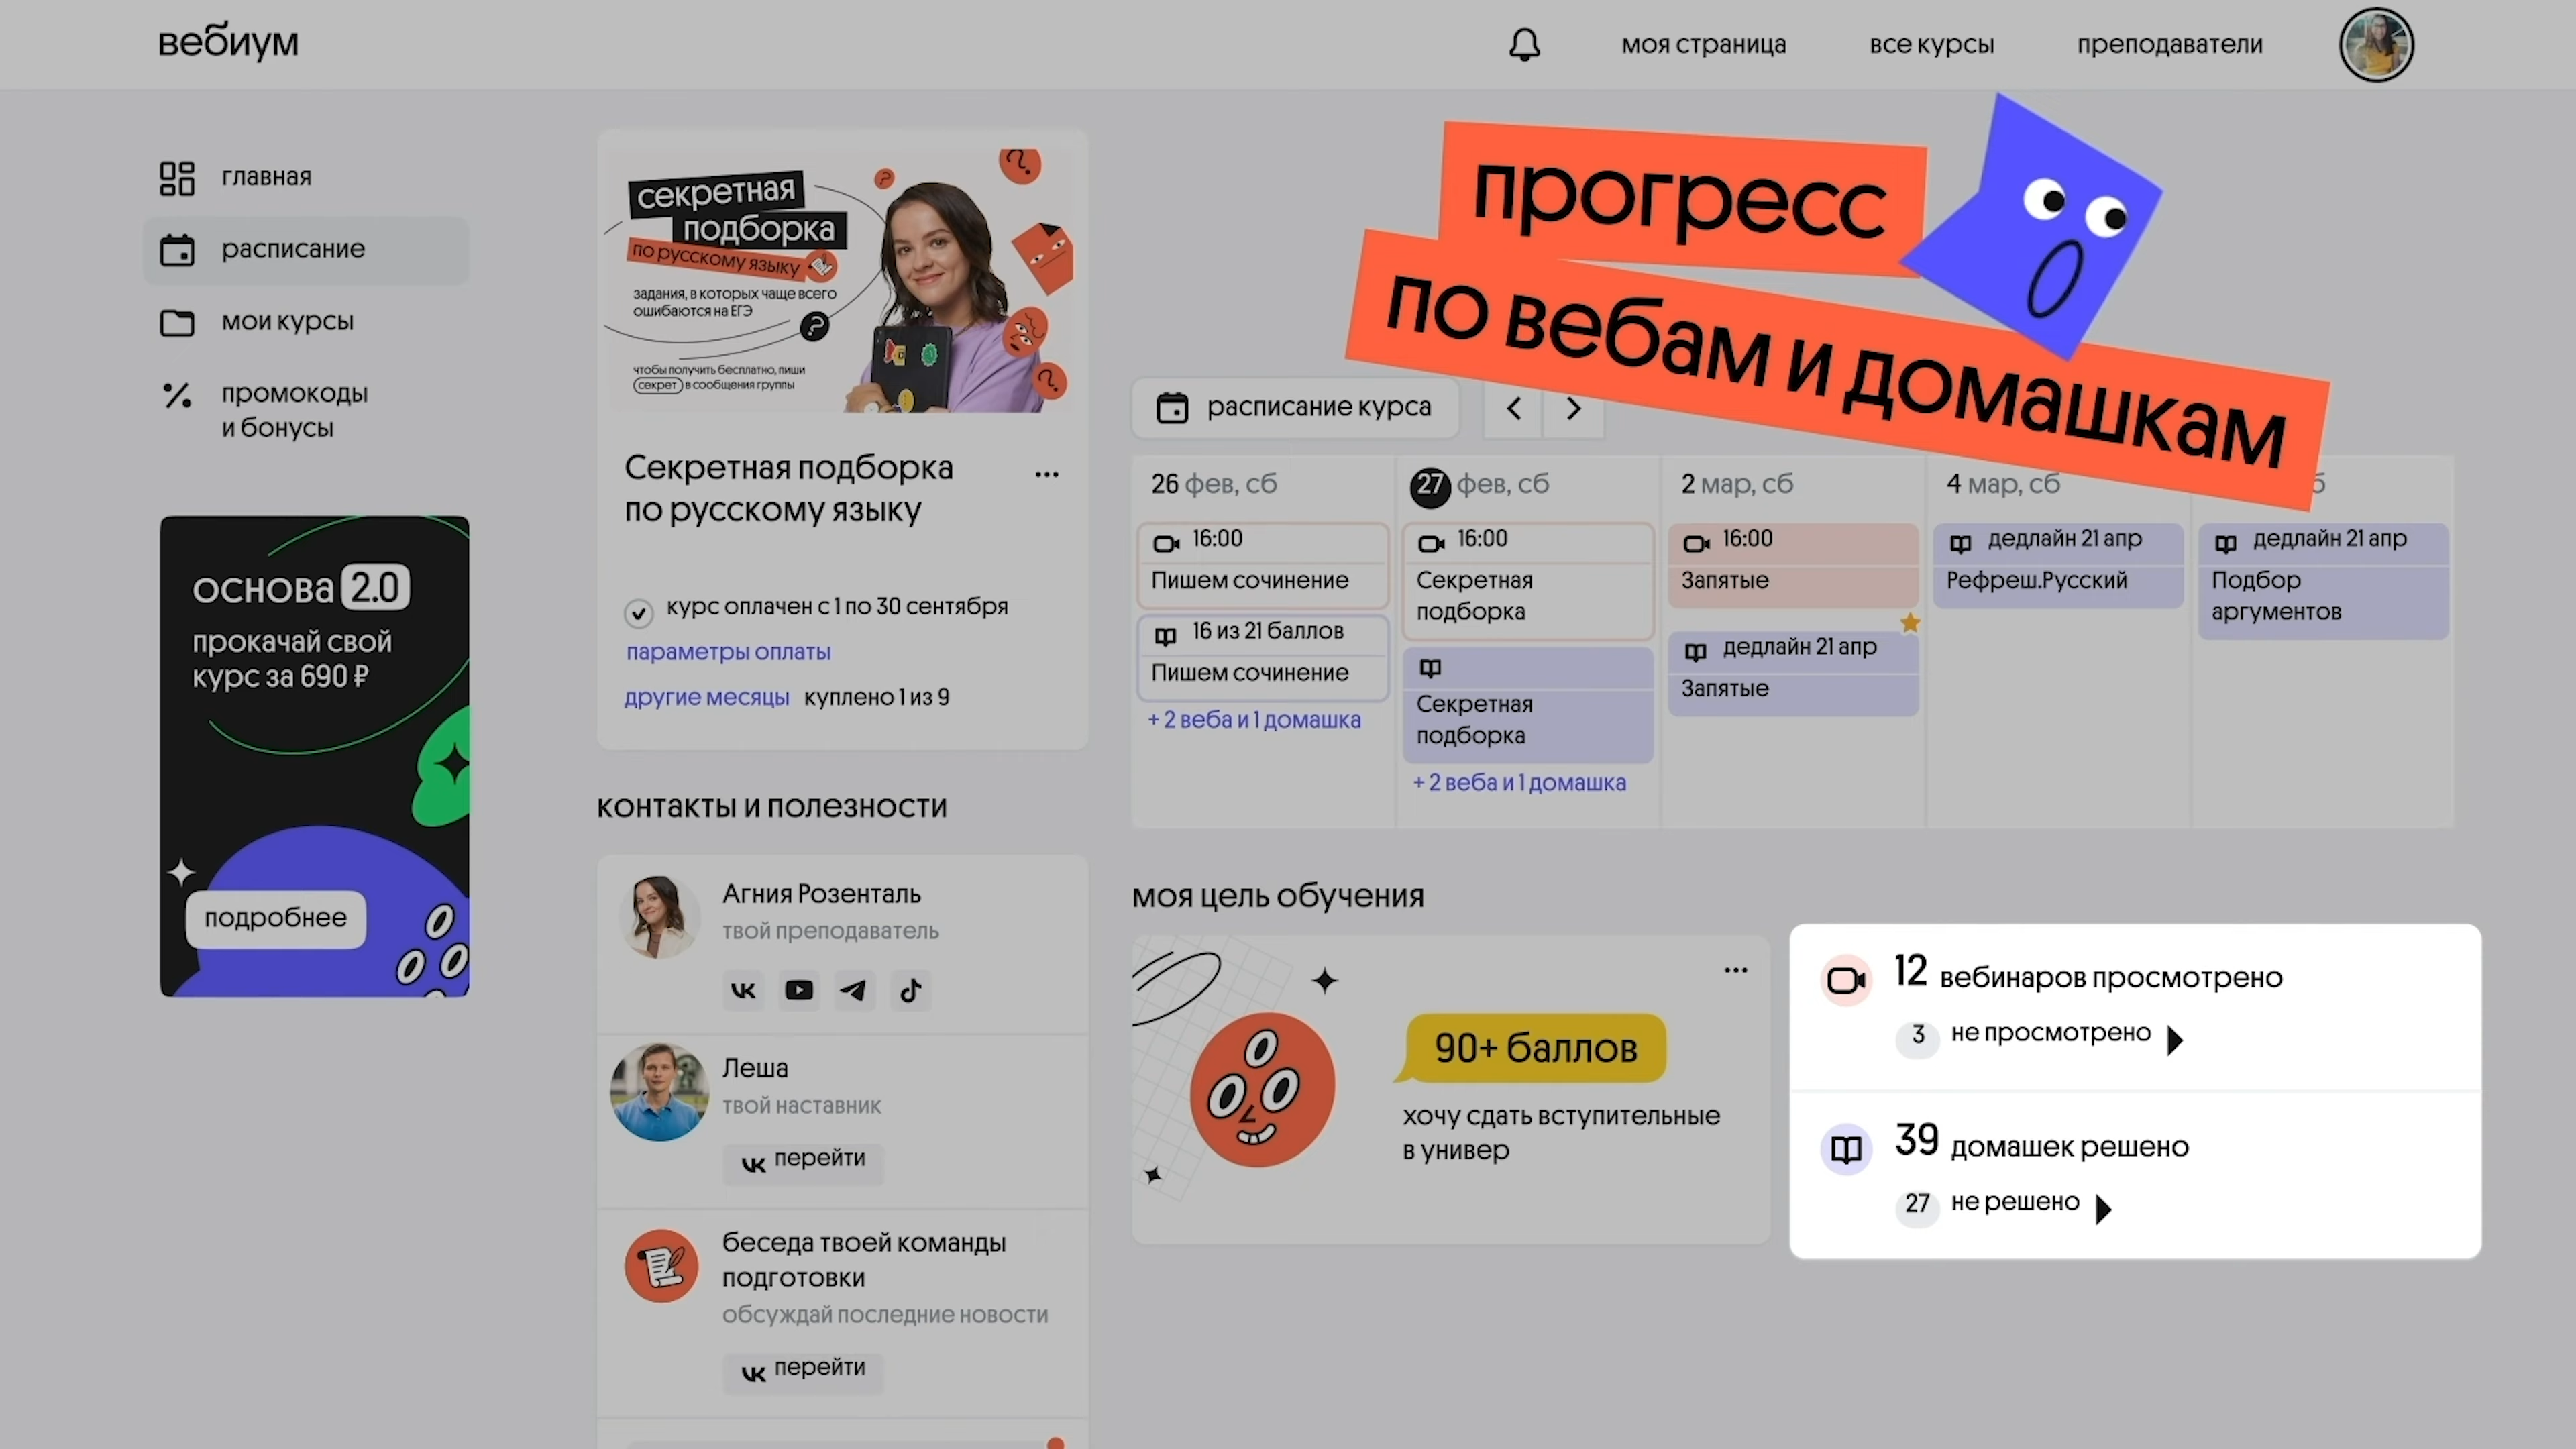 вебиум
моя страница
все курсы
преподаватели
главная
расписание
мои курсы
промокоды
и бонусы
основа 2.0
прокачай свой
курс за 690 ₽
подробнее
секретная
подборка
по русскому языку
задания, в которых чаще всего
ошибаются на ЕГЭ
чтобы получить бесплатно, пиши
секрет в сообщения группы
Секретная подборка
по русскому языку
курс оплачен с 1 по 30 сентября
параметры оплаты
другие месяцы куплено 1 из 9
контакты и полезности
Агния Розенталь
твой преподаватель
Леша
твой наставник
перейти
беседа твоей команды
подготовки
обсуждай последние новости
перейти
прогресс
по вебам и домашкам
расписание курса
26 фев, сб
16:00
Пишем сочинение
16 из 21 баллов
Пишем сочинение
+ 2 веба и 1 домашка
27 фев, сб
16:00
Секретная
подборка
Секретная
подборка
+ 2 веба и 1 домашка
2 мар, сб
16:00
Запятые
дедлайн 21 апр
Запятые
4 мар, сб
дедлайн 21 апр
Рефреш.Русский
дедлайн 21 апр
Подбор
аргументов
моя цель обучения
90+ баллов
хочу сдать вступительные
в универ
12 вебинаров просмотрено
3 не просмотрено
39 домашек решено
27 не решено